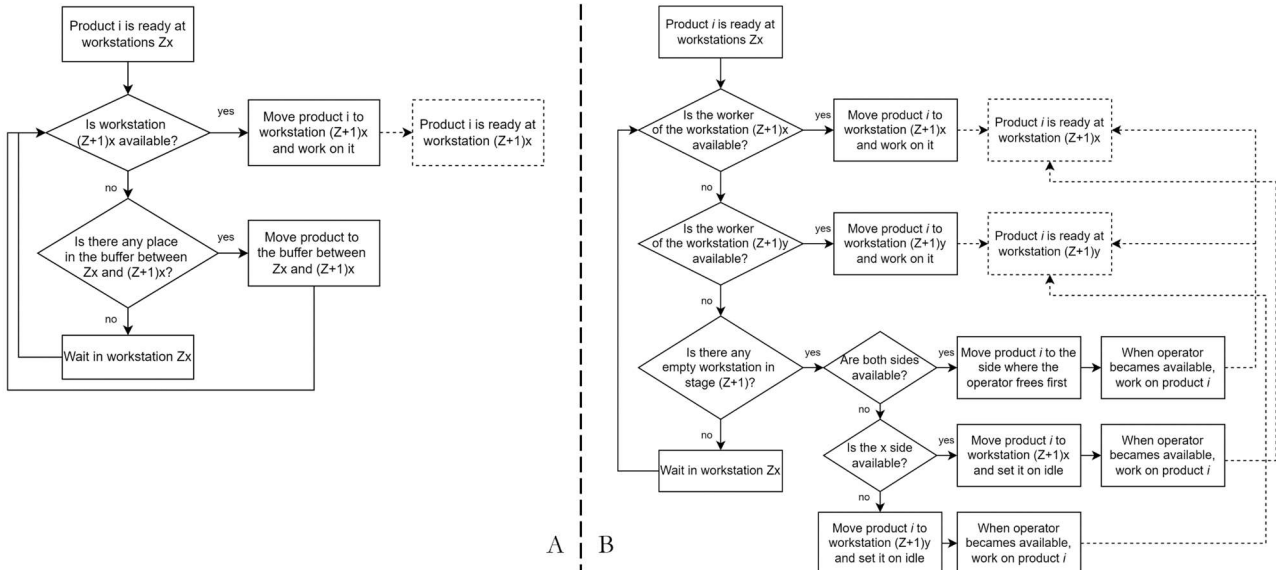 Product i is ready at
workstations Zx
Is workstation
(Z+1)x available?
yes
Move product i to
workstation (Z+1)x
and work on it
Product i is ready at
workstation (Z+1)x
no
Is there any place
in the buffer between
Zx and (Z+1)x?
yes
Move product to
the buffer between
Zx and (Z+1)x
no
Wait in workstation Zx
A
B
Product i is ready at
workstations Zx
Is the worker
of the workstation (Z+1)x
available?
yes
Move product i to
workstation (Z+1)x
and work on it
Product i is ready at
workstation (Z+1)x
no
Is the worker
of the workstation (Z+1)y
available?
yes
Move product i to
workstation (Z+1)y
and work on it
Product i is ready at
workstation (Z+1)y
no
Is there any
empty workstation in
stage (Z+1)?
yes
Are both sides
available?
yes
Move product i to the
side where the
operator frees first
When operator
becames available,
work on product i
no
no
Wait in workstation Zx
Is the x side
available?
yes
Move product i to
workstation (Z+1)x
and set it on idle
When operator
becames available,
work on product i
no
Move product i to
workstation (Z+1)y
and set it on idle
When operator
becames available,
work on product i